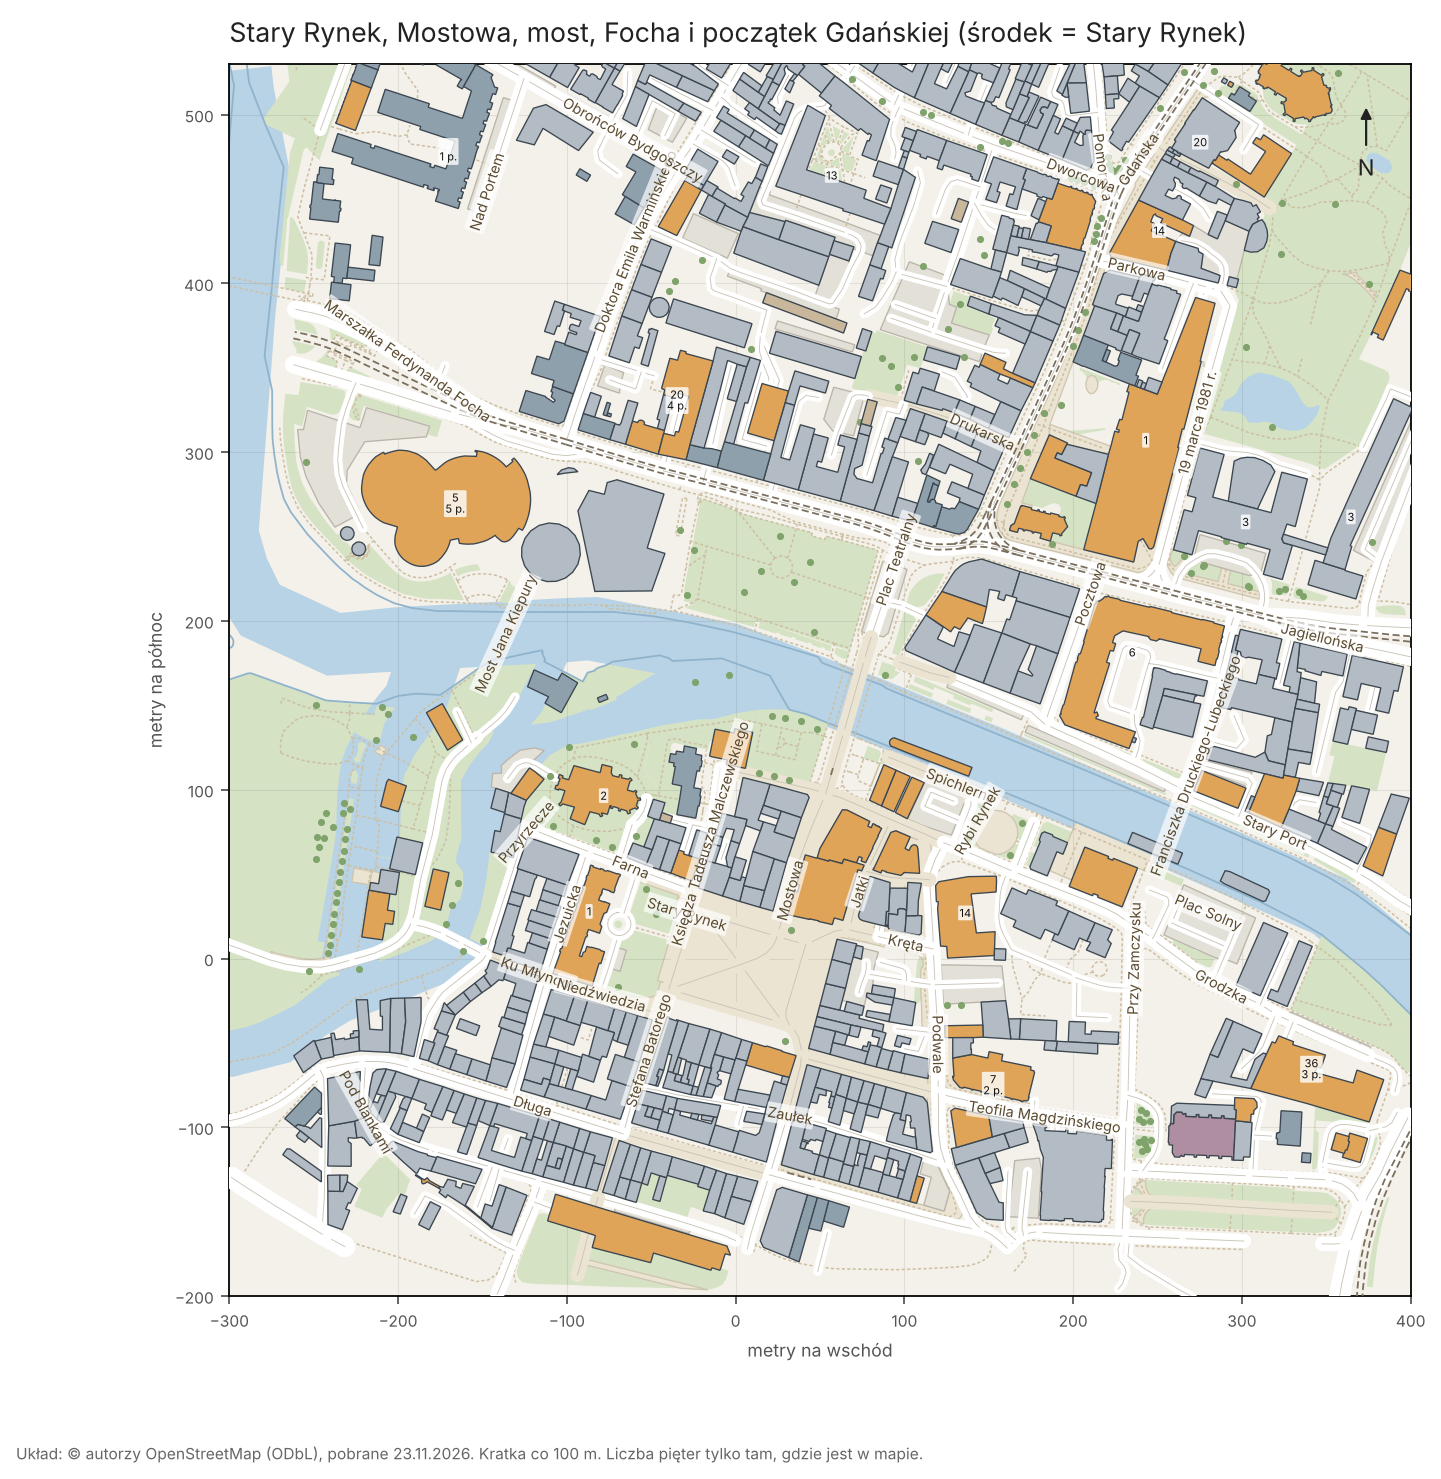 Stary Rynek, Mostowa, most, Focha i początek Gdańskiej (środek = Stary Rynek)
500
400
300
200
100
0
−100
−200
metry na północ
−300
−200
−100
0
100
200
300
400
metry na wschód
N
1 p.
Nad Portem
Obrońców Bydgoszczy
Doktora Emila Warmińskie
13
Dworcowa
Pomo
Gdańska
20
14
Parkowa
Marszałka Ferdynanda Focha
20
4 p.
Drukarska
1
19 marca 1981 r.
3
3
5
5 p.
Plac Teatralny
Pocztowa
Most Jana Kiepury
6
Jagiellońska
Franciszka Druckiego-Lubeckiego
2
Przyrzecze
Księdza Tadeusza Malczewskiego
Spichlern
Rybi Rynek
Stary Port
Farna
Mostowa
Jatki
1
Jezuicka
Stary Rynek
14
Plac Solny
Kręta
Przy Zamczysku
Ku Młyno
Niedźwiedzia
Grodzka
Stefana Batorego
Podwale
7
2 p.
36
3 p.
Pod Blankami
Długa
Zaułek
Teofila Magdzińskiego
Układ: © autorzy OpenStreetMap (ODbL), pobrane 23.11.2026. Kratka co 100 m. Liczba pięter tylko tam, gdzie jest w mapie.